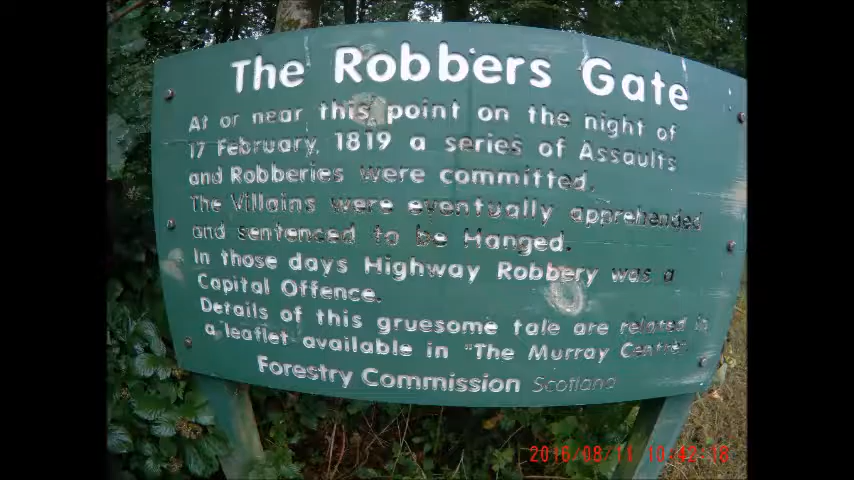 The Robbers Gate
At or near this point on the night of
17 February, 1819 a series of Assaults
and Robberies were committed.
The Villains were eventually apprehended
and sentenced to be Hanged.
In those days Highway Robbery was a
Capital Offence.
Details of this gruesome tale are related in
a leaflet available in "The Murray Centre".
Forestry Commission Scotland
2016/08/11 10:42:18